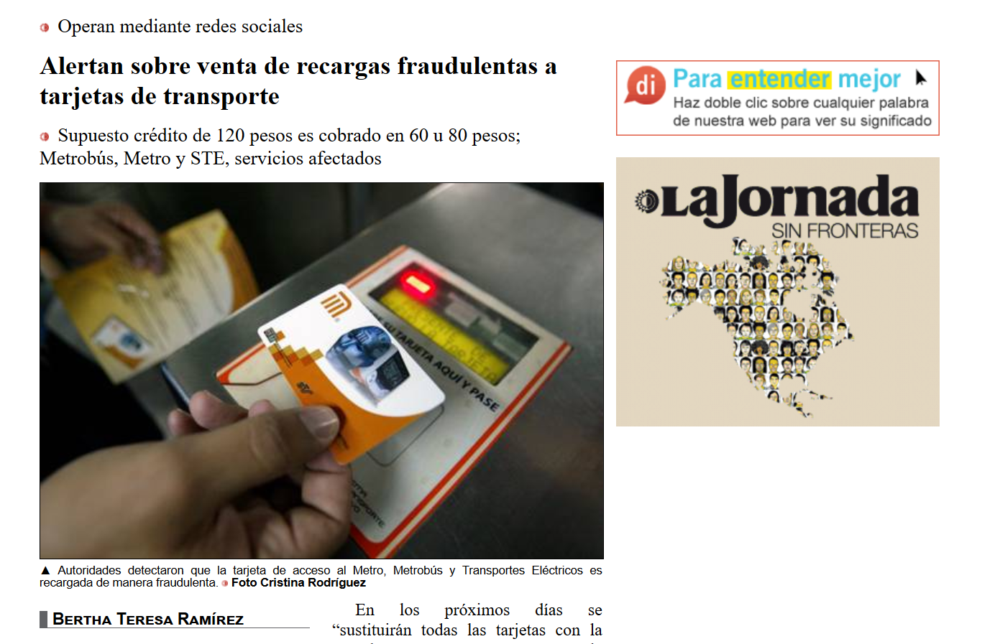 Operan mediante redes sociales
Alertan sobre venta de recargas fraudulentas a
tarjetas de transporte
Supuesto crédito de 120 pesos es cobrado en 60 u 80 pesos;
Metrobús, Metro y STE, servicios afectados
SU TARJETA AQUÍ Y PASE
▲ Autoridades detectaron que la tarjeta de acceso al Metro, Metrobús y Transportes Eléctricos es
recargada de manera fraudulenta. Foto Cristina Rodríguez
BERTHA TERESA RAMÍREZ
En los próximos días se
“sustituirán todas las tarjetas con la
di
Para entender mejor
Haz doble clic sobre cualquier palabra
de nuestra web para ver su significado
La Jornada
SIN FRONTERAS